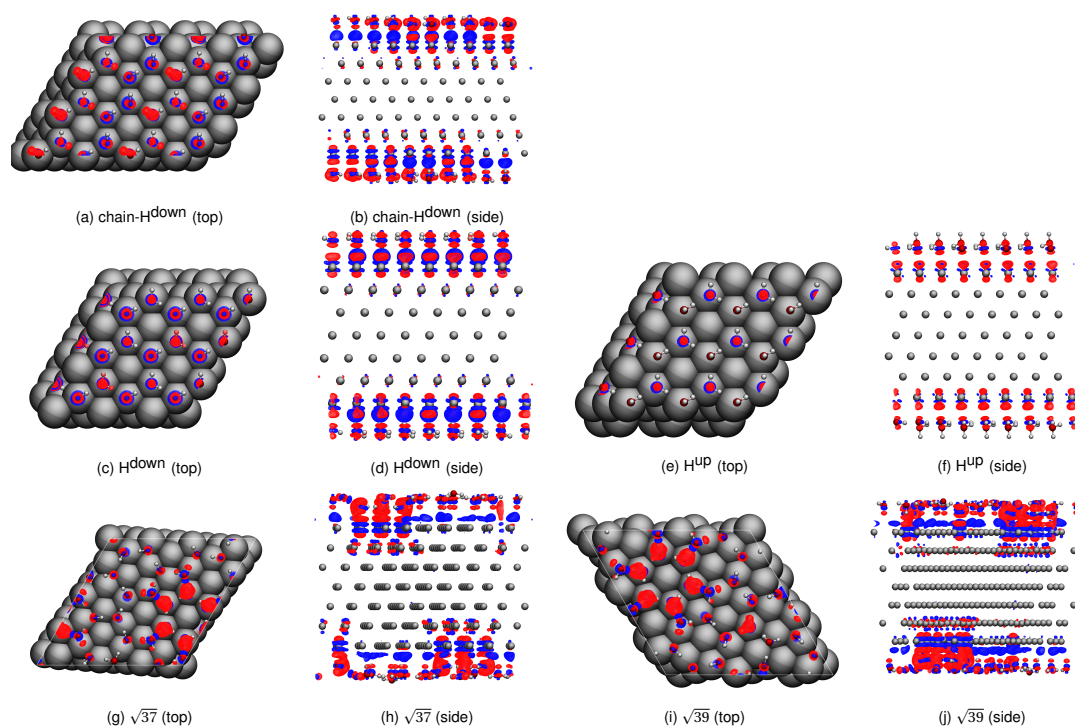 (a) chain-H^down (top)
(b) chain-H^down (side)
(c) H^down (top)
(d) H^down (side)
(e) H^up (top)
(f) H^up (side)
(g) √37 (top)
(h) √37 (side)
(i) √39 (top)
(j) √39 (side)